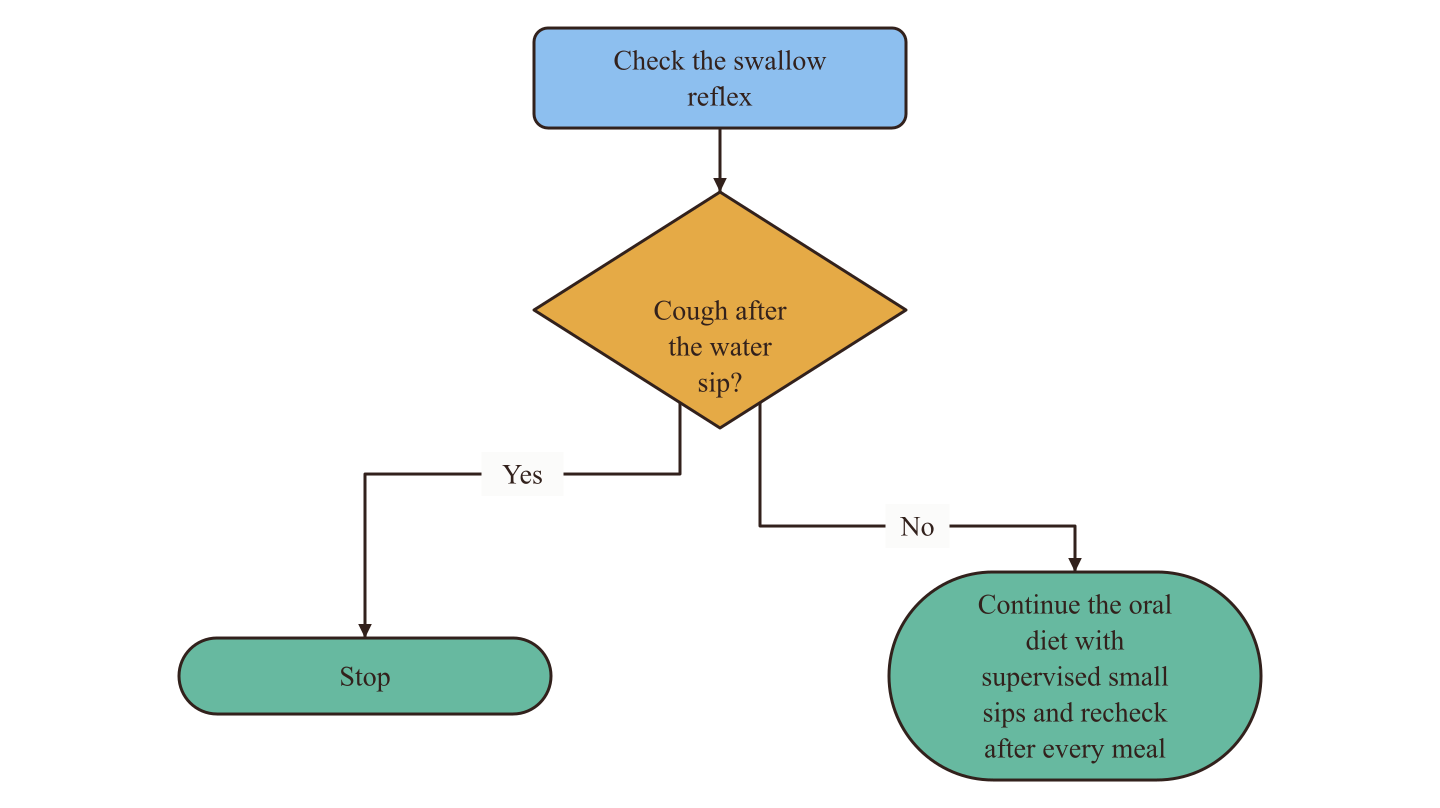 Check the swallow
reflex
Cough after
the water
sip?
Yes
No
Stop
Continue the oral
diet with
supervised small
sips and recheck
after every meal